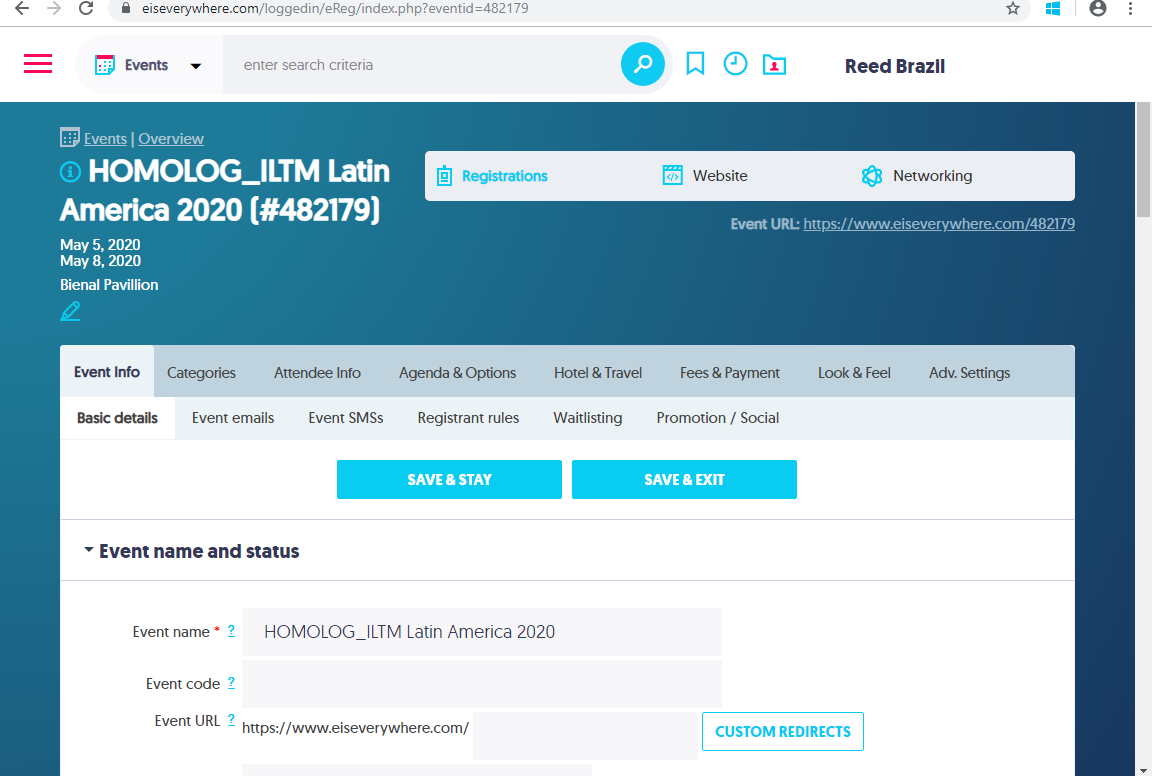 eiseverywhere.com/loggedin/eReg/index.php?eventid=482179
Events
enter search criteria
Reed Brazil
Events | Overview
HOMOLOG_ILTM Latin
America 2020 (#482179)
May 5, 2020
May 8, 2020
Bienal Pavillion
Registrations
Website
Networking
Event URL: https://www.eiseverywhere.com/482179
Event Info
Categories
Attendee Info
Agenda & Options
Hotel & Travel
Fees & Payment
Look & Feel
Adv. Settings
Basic details
Event emails
Event SMSs
Registrant rules
Waitlisting
Promotion / Social
SAVE & STAY
SAVE & EXIT
Event name and status
Event name * ?
HOMOLOG_ILTM Latin America 2020
Event code ?
Event URL ?
https://www.eiseverywhere.com/
CUSTOM REDIRECTS